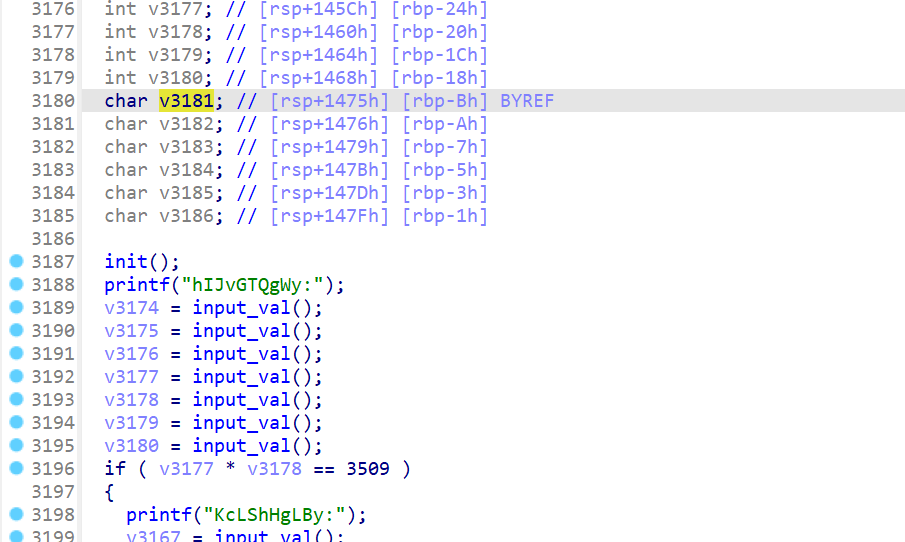 3176 int v3177; // [rsp+145Ch] [rbp-24h]
3177 int v3178; // [rsp+1460h] [rbp-20h]
3178 int v3179; // [rsp+1464h] [rbp-1Ch]
3179 int v3180; // [rsp+1468h] [rbp-18h]
3180 char v3181; // [rsp+1475h] [rbp-Bh] BYREF
3181 char v3182; // [rsp+1476h] [rbp-Ah]
3182 char v3183; // [rsp+1479h] [rbp-7h]
3183 char v3184; // [rsp+147Bh] [rbp-5h]
3184 char v3185; // [rsp+147Dh] [rbp-3h]
3185 char v3186; // [rsp+147Fh] [rbp-1h]
3186
3187 init();
3188 printf("hIJvGTQgWy:");
3189 v3174 = input_val();
3190 v3175 = input_val();
3191 v3176 = input_val();
3192 v3177 = input_val();
3193 v3178 = input_val();
3194 v3179 = input_val();
3195 v3180 = input_val();
3196 if ( v3177 * v3178 == 3509 )
3197 {
3198 printf("KcLShHgLBy:");
3199 v3167 = input_val();